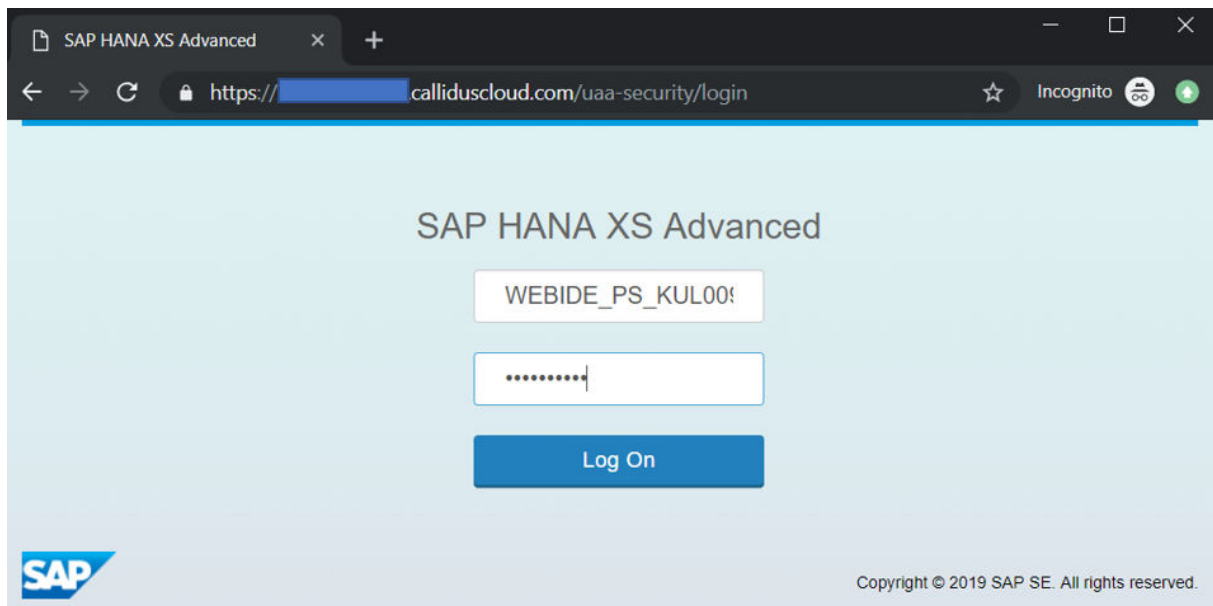 SAP HANA XS Advanced
https:// .calliduscloud.com/uaa-security/login
Incognito
SAP HANA XS Advanced
WEBIDE_PS_KUL009
••••••••••
Log On
SAP
Copyright © 2019 SAP SE. All rights reserved.